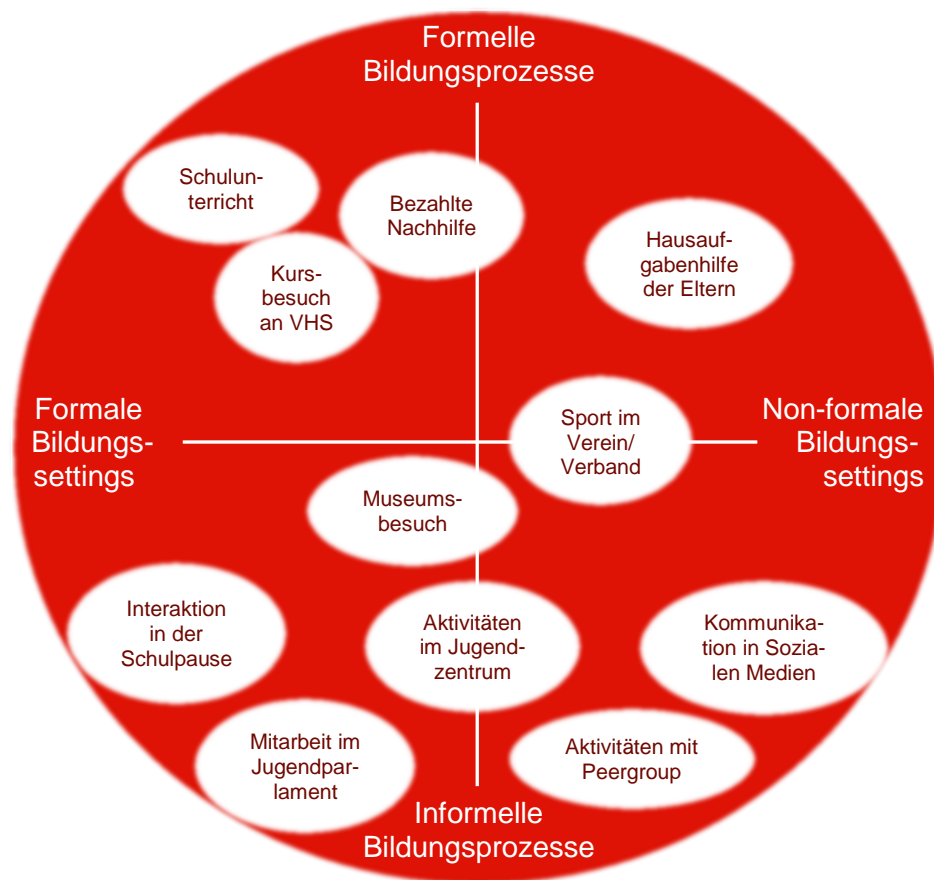 Formelle
Bildungsprozesse
Schulun-
terricht
Bezahlte
Nachhilfe
Hausauf-
gabenhilfe
der Eltern
Kurs-
besuch
an VHS
Formale
Bildungs-
settings
Sport im
Verein/
Verband
Non-formale
Bildungs-
settings
Museums-
besuch
Interaktion
in der
Schulpause
Aktivitäten
im Jugend-
zentrum
Kommunika-
tion in Sozia-
len Medien
Mitarbeit im
Jugendpar-
lament
Aktivitäten mit
Peergroup
Informelle
Bildungsprozesse